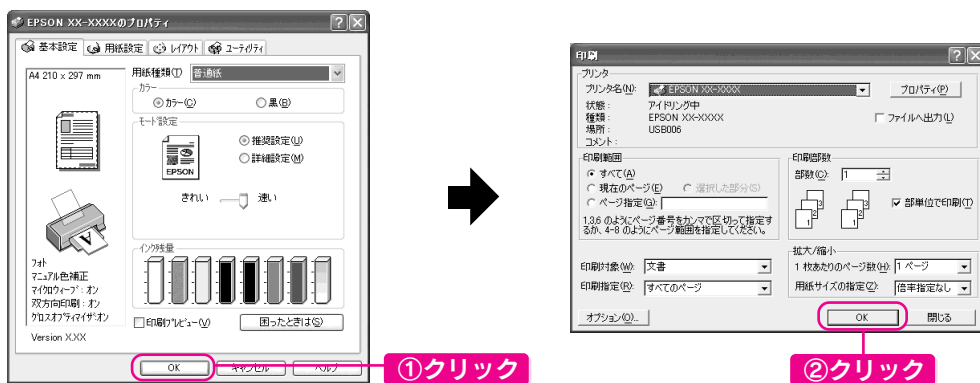 EPSON XX-XXXXのプロパティ
基本設定 用紙設定 レイアウト ユーティリティ
A4 210 x 297 mm
用紙種類(T) 普通紙
カラー
カラー(C) 黒(B)
モード設定
推奨設定(U)
詳細設定(M)
EPSON
きれい 速い
インク残量
フォト
マニュアル色補正
マイクロウィーブ:オン
双方向印刷:オン
グロスオプティマイザ:オン
印刷プレビュー(V) 困ったときは(S)
Version X.XX
OK キャンセル ヘルプ
①クリック
印刷
プリンタ
プリンタ名(N): EPSON XX-XXXX プロパティ(P)
状態: アイドリング中
種類: EPSON XX-XXXX ファイルへ出力(L)
場所: USB006
コメント:
印刷範囲
すべて(A)
現在のページ(E) 選択した部分(S)
ページ指定(G):
1,3,6 のようにページ番号をカンマで区切って指定す
るか、4-8 のようにページ範囲を指定してください。
印刷部数
部数(C): 1
部単位で印刷(T)
印刷対象(W): 文書
印刷指定(R): すべてのページ
拡大/縮小
1 枚あたりのページ数(H): 1 ページ
用紙サイズの指定(Z): 倍率指定なし
オプション(O)... OK 閉じる
②クリック